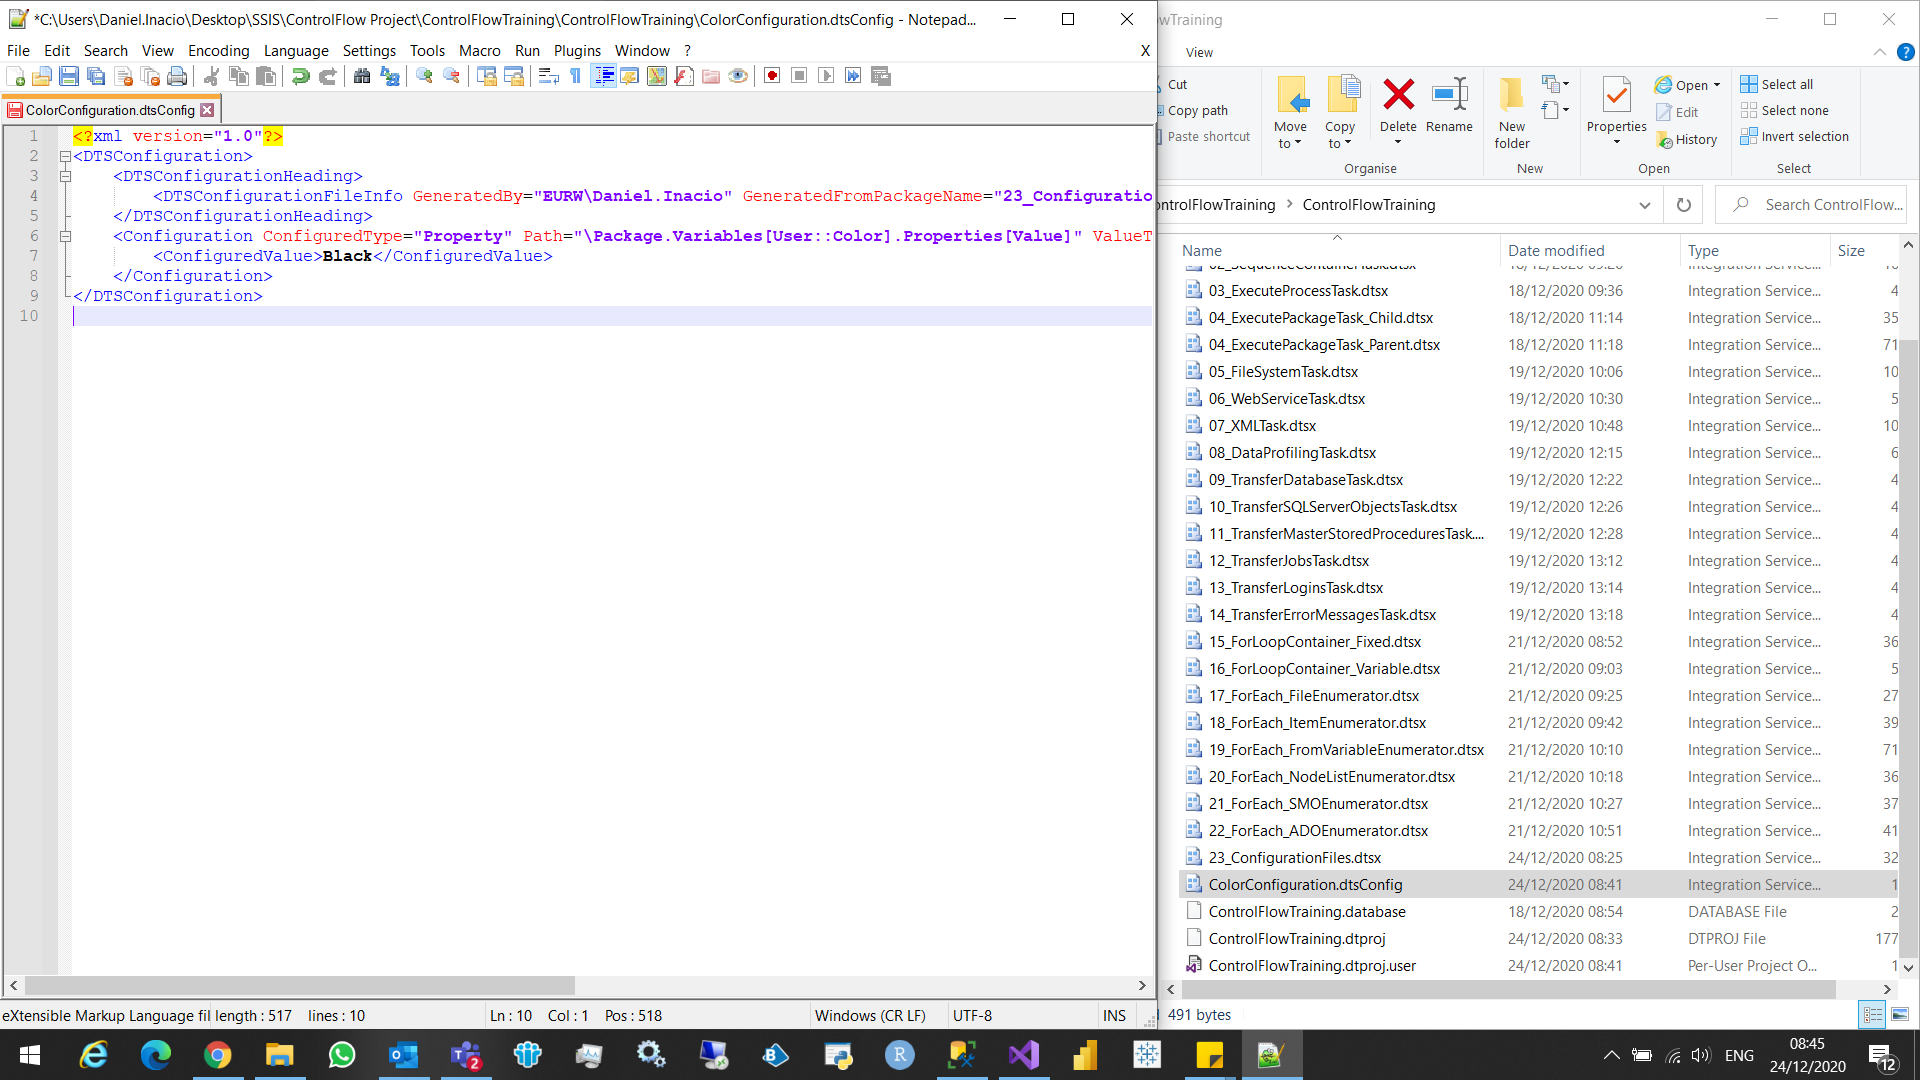 *C:\Users\Daniel.Inacio\Desktop\SSIS\ControlFlow Project\ControlFlowTraining\ControlFlowTraining\ColorConfiguration.dtsConfig - Notepad...
File Edit Search View Encoding Language Settings Tools Macro Run Plugins Window ? X
ColorConfiguration.dtsConfig
1 <?xml version="1.0"?>
2 <DTSConfiguration>
3 <DTSConfigurationHeading>
4 <DTSConfigurationFileInfo GeneratedBy="EURW\Daniel.Inacio" GeneratedFromPackageName="23_Configuratio
5 </DTSConfigurationHeading>
6 <Configuration ConfiguredType="Property" Path="\Package.Variables[User::Color].Properties[Value]" ValueT
7 <ConfiguredValue>Black</ConfiguredValue>
8 </Configuration>
9 </DTSConfiguration>
10
eXtensible Markup Language fil length : 517 lines : 10 Ln : 10 Col : 1 Pos : 518 Windows (CR LF) UTF-8 INS
wTraining
View
Cut
Copy path
Paste shortcut
Move to
Copy to
Delete
Rename
Organise
New folder
New
Properties
Open
Edit
History
Open
Select all
Select none
Invert selection
Select
ontrolFlowTraining > ControlFlowTraining
Search ControlFlow...
Name Date modified Type Size
02_SequenceContainerTask.dtsx 18/12/2020 09:26 Integration Service...
03_ExecuteProcessTask.dtsx 18/12/2020 09:36 Integration Service... 4
04_ExecutePackageTask_Child.dtsx 18/12/2020 11:14 Integration Service... 35
04_ExecutePackageTask_Parent.dtsx 18/12/2020 11:18 Integration Service... 71
05_FileSystemTask.dtsx 19/12/2020 10:06 Integration Service... 10
06_WebServiceTask.dtsx 19/12/2020 10:30 Integration Service... 5
07_XMLTask.dtsx 19/12/2020 10:48 Integration Service... 10
08_DataProfilingTask.dtsx 19/12/2020 12:15 Integration Service... 6
09_TransferDatabaseTask.dtsx 19/12/2020 12:22 Integration Service... 4
10_TransferSQLServerObjectsTask.dtsx 19/12/2020 12:26 Integration Service... 4
11_TransferMasterStoredProceduresTask.... 19/12/2020 12:28 Integration Service... 4
12_TransferJobsTask.dtsx 19/12/2020 13:12 Integration Service... 4
13_TransferLoginsTask.dtsx 19/12/2020 13:14 Integration Service... 4
14_TransferErrorMessagesTask.dtsx 19/12/2020 13:18 Integration Service... 4
15_ForLoopContainer_Fixed.dtsx 21/12/2020 08:52 Integration Service... 36
16_ForLoopContainer_Variable.dtsx 21/12/2020 09:03 Integration Service... 5
17_ForEach_FileEnumerator.dtsx 21/12/2020 09:25 Integration Service... 27
18_ForEach_ItemEnumerator.dtsx 21/12/2020 09:42 Integration Service... 39
19_ForEach_FromVariableEnumerator.dtsx 21/12/2020 10:10 Integration Service... 71
20_ForEach_NodeListEnumerator.dtsx 21/12/2020 10:18 Integration Service... 36
21_ForEach_SMOEnumerator.dtsx 21/12/2020 10:27 Integration Service... 37
22_ForEach_ADOEnumerator.dtsx 21/12/2020 10:51 Integration Service... 41
23_ConfigurationFiles.dtsx 24/12/2020 08:25 Integration Service... 32
ColorConfiguration.dtsConfig 24/12/2020 08:41 Integration Service... 1
ControlFlowTraining.database 18/12/2020 08:54 DATABASE File 2
ControlFlowTraining.dtproj 24/12/2020 08:33 DTPROJ File 177
ControlFlowTraining.dtproj.user 24/12/2020 08:41 Per-User Project O... 1
491 bytes
ENG
08:45
24/12/2020
12